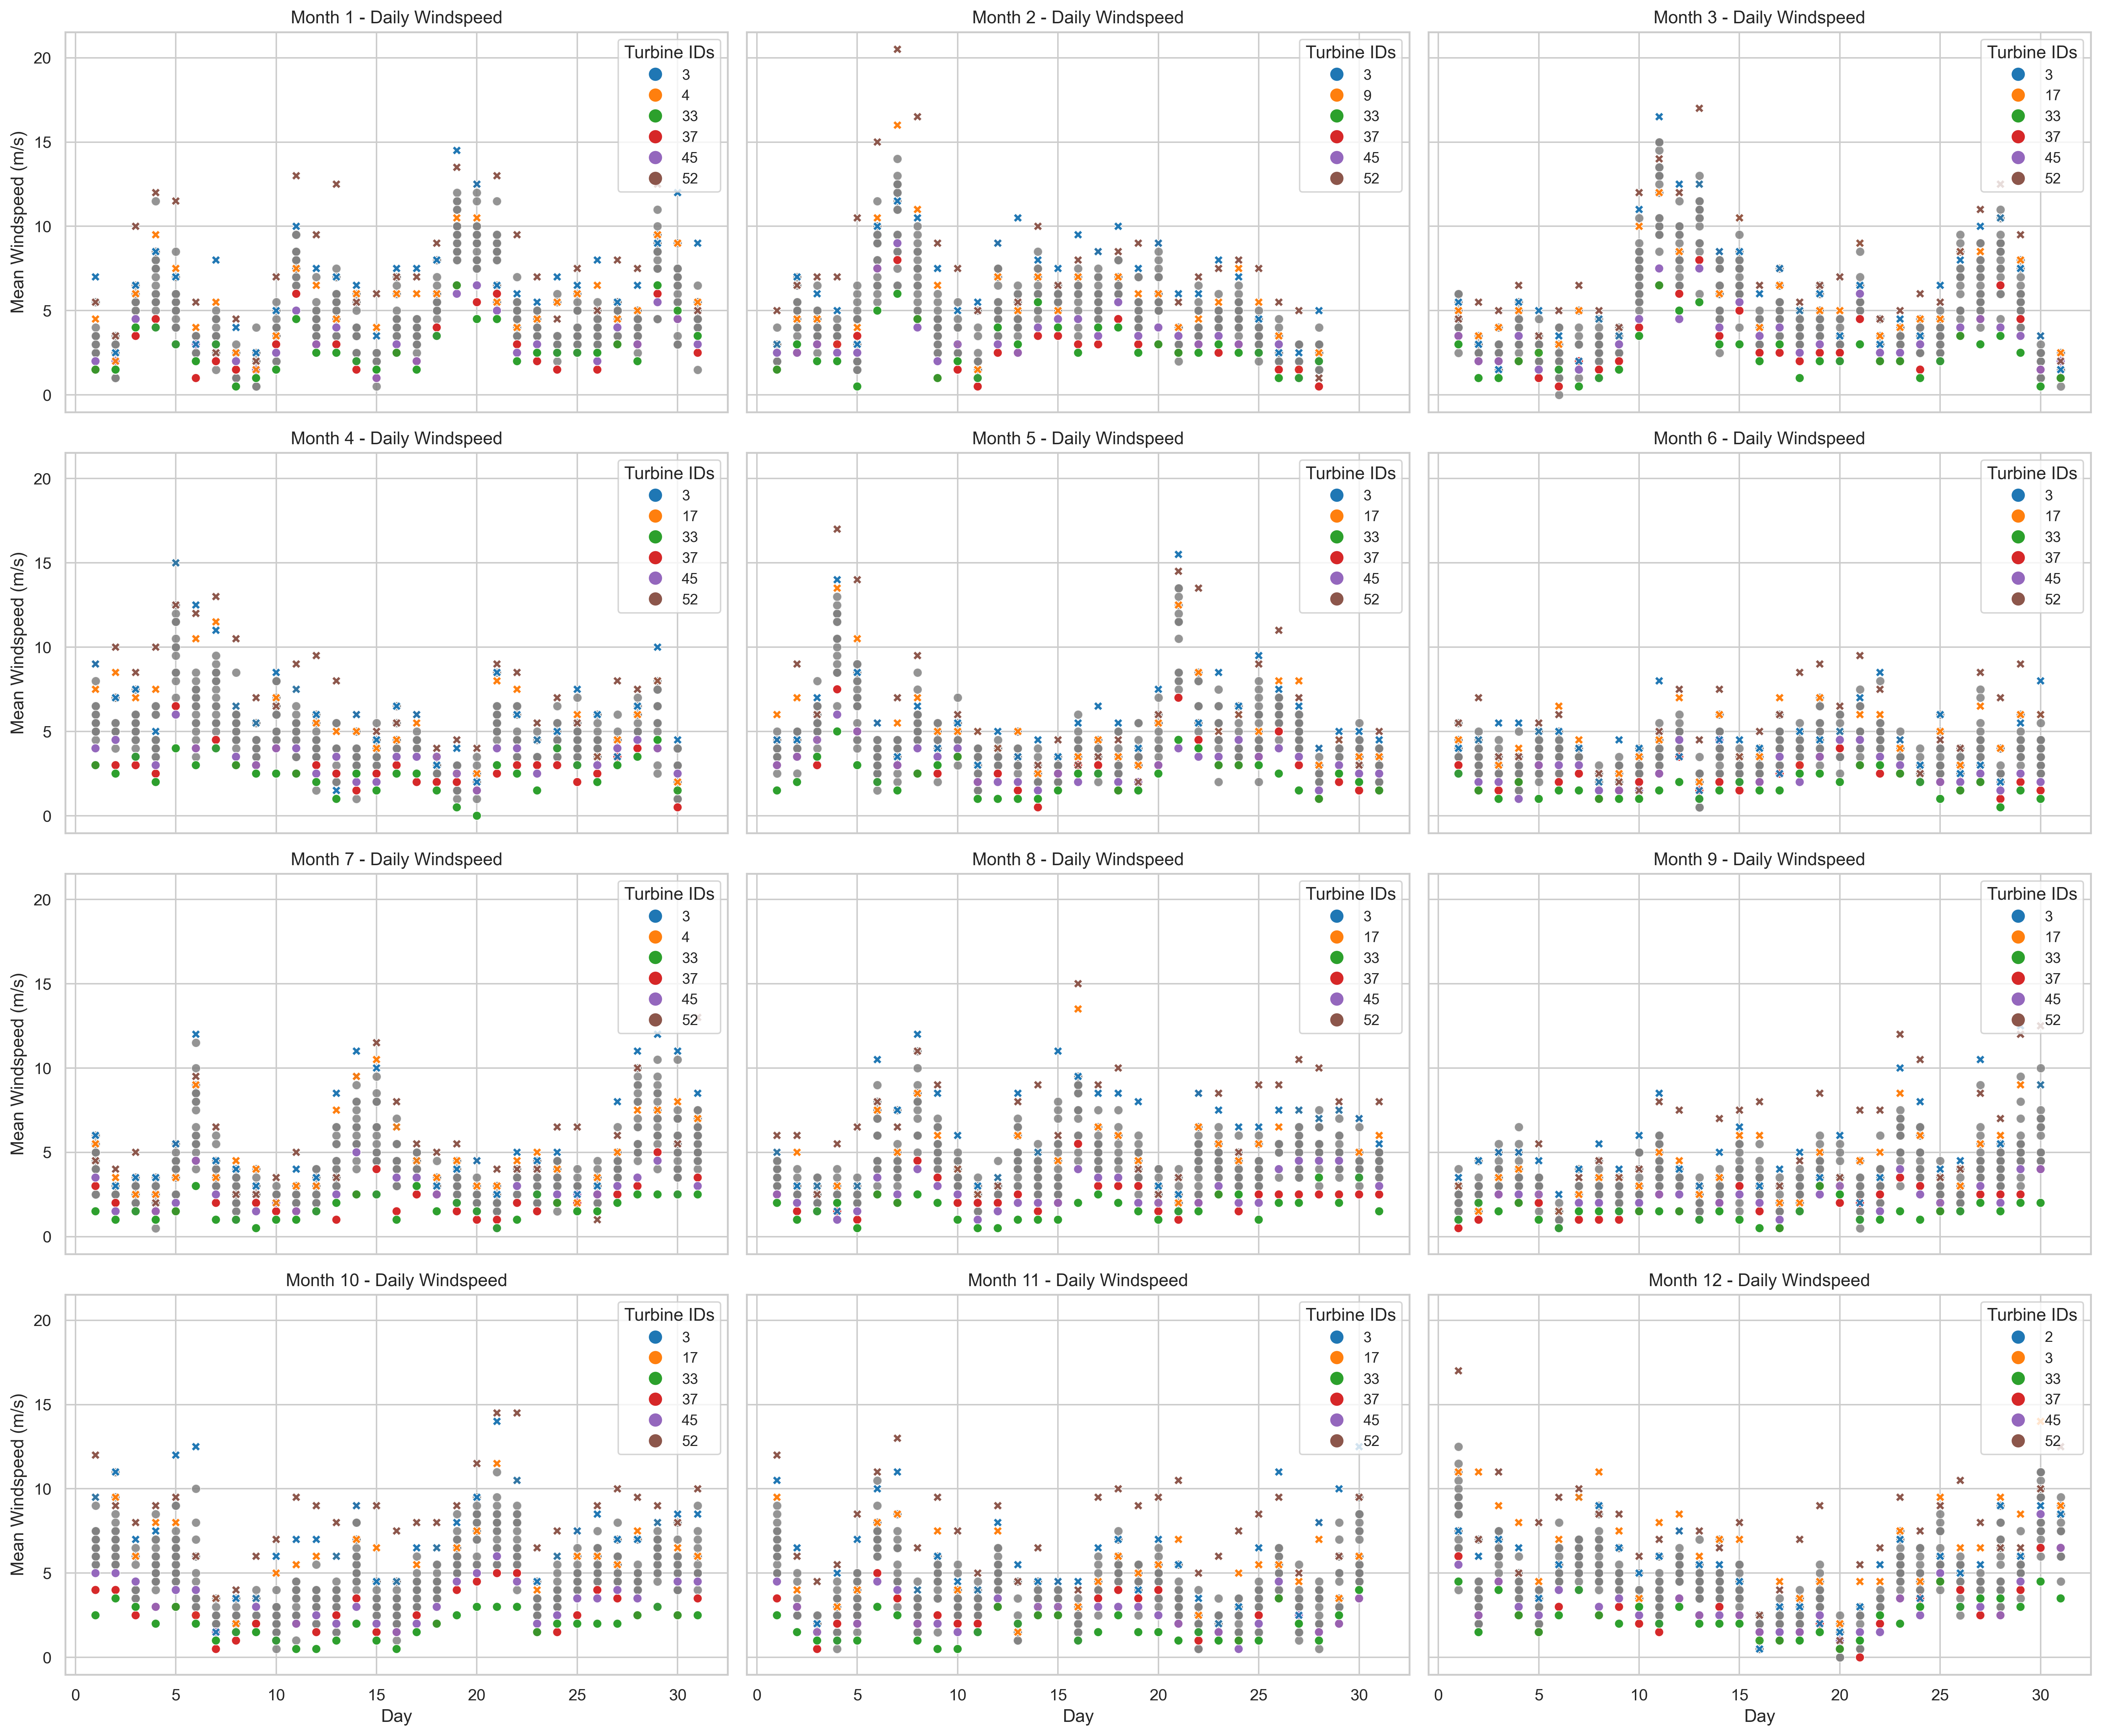 Month 1 - Daily Windspeed
Mean Windspeed (m/s)
20
15
10
5
0
Turbine IDs
3
4
33
37
45
52
Month 2 - Daily Windspeed
Turbine IDs
3
9
33
37
45
52
Month 3 - Daily Windspeed
Turbine IDs
3
17
33
37
45
52
Month 4 - Daily Windspeed
Mean Windspeed (m/s)
20
15
10
5
0
Turbine IDs
3
17
33
37
45
52
Month 5 - Daily Windspeed
Turbine IDs
3
17
33
37
45
52
Month 6 - Daily Windspeed
Turbine IDs
3
17
33
37
45
52
Month 7 - Daily Windspeed
Mean Windspeed (m/s)
20
15
10
5
0
Turbine IDs
3
4
33
37
45
52
Month 8 - Daily Windspeed
Turbine IDs
3
17
33
37
45
52
Month 9 - Daily Windspeed
Turbine IDs
3
17
33
37
45
52
Month 10 - Daily Windspeed
Mean Windspeed (m/s)
20
15
10
5
0
Turbine IDs
3
17
33
37
45
52
0 5 10 15 20 25 30
Day
Month 11 - Daily Windspeed
Turbine IDs
3
17
33
37
45
52
0 5 10 15 20 25 30
Day
Month 12 - Daily Windspeed
Turbine IDs
2
3
33
37
45
52
0 5 10 15 20 25 30
Day